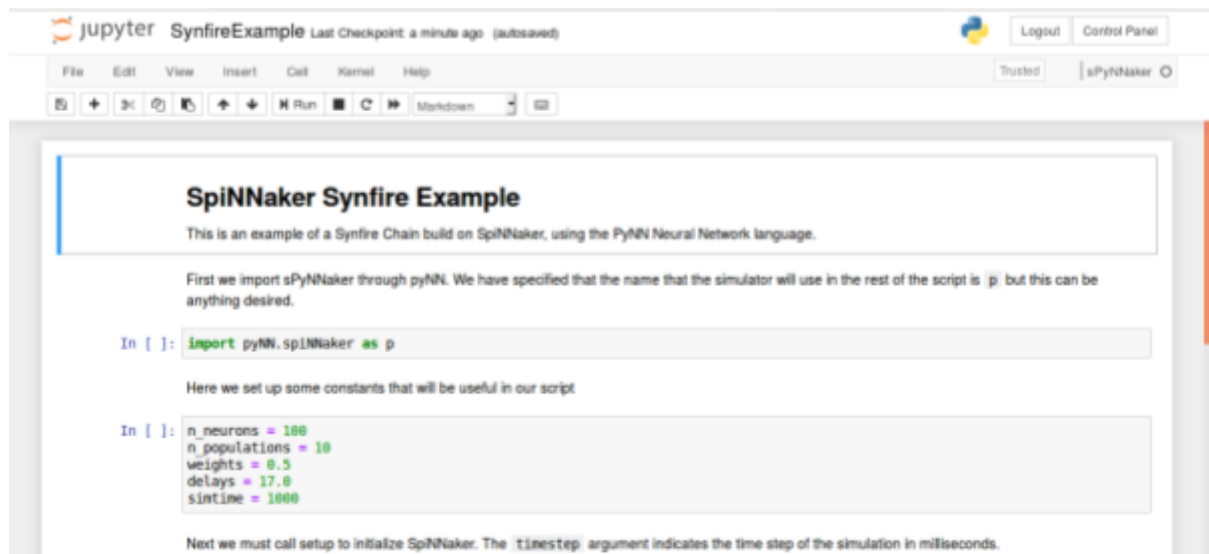 jupyter SynfireExample Last Checkpoint: a minute ago (autosaved) Logout Control Panel
File Edit View Insert Cell Kernel Help Trusted sPyNNaker
Run Markdown
SpiNNaker Synfire Example
This is an example of a Synfire Chain build on SpiNNaker, using the PyNN Neural Network language.
First we import sPyNNaker through pyNN. We have specified that the name that the simulator will use in the rest of the script is p but this can be
anything desired.
In [ ]: import pyNN.spiNNaker as p
Here we set up some constants that will be useful in our script
In [ ]: n_neurons = 100
n_populations = 10
weights = 0.5
delays = 17.0
simtime = 1000
Next we must call setup to initialize SpiNNaker. The timestep argument indicates the time step of the simulation in milliseconds.